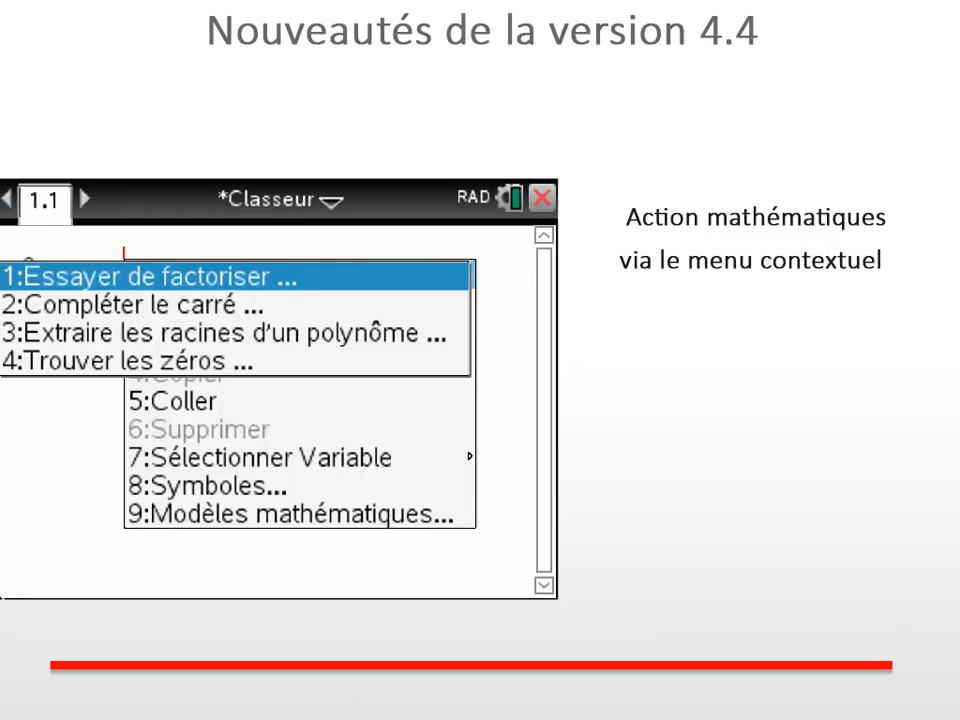 Nouveautés de la version 4.4
1.1
*Classeur
RAD
Action mathématiques
via le menu contextuel
1:Essayer de factoriser ...
2:Compléter le carré ...
3:Extraire les racines d'un polynôme ...
4:Trouver les zéros ...
4:Copier
5:Coller
6:Supprimer
7:Sélectionner Variable
8:Symboles...
9:Modèles mathématiques...